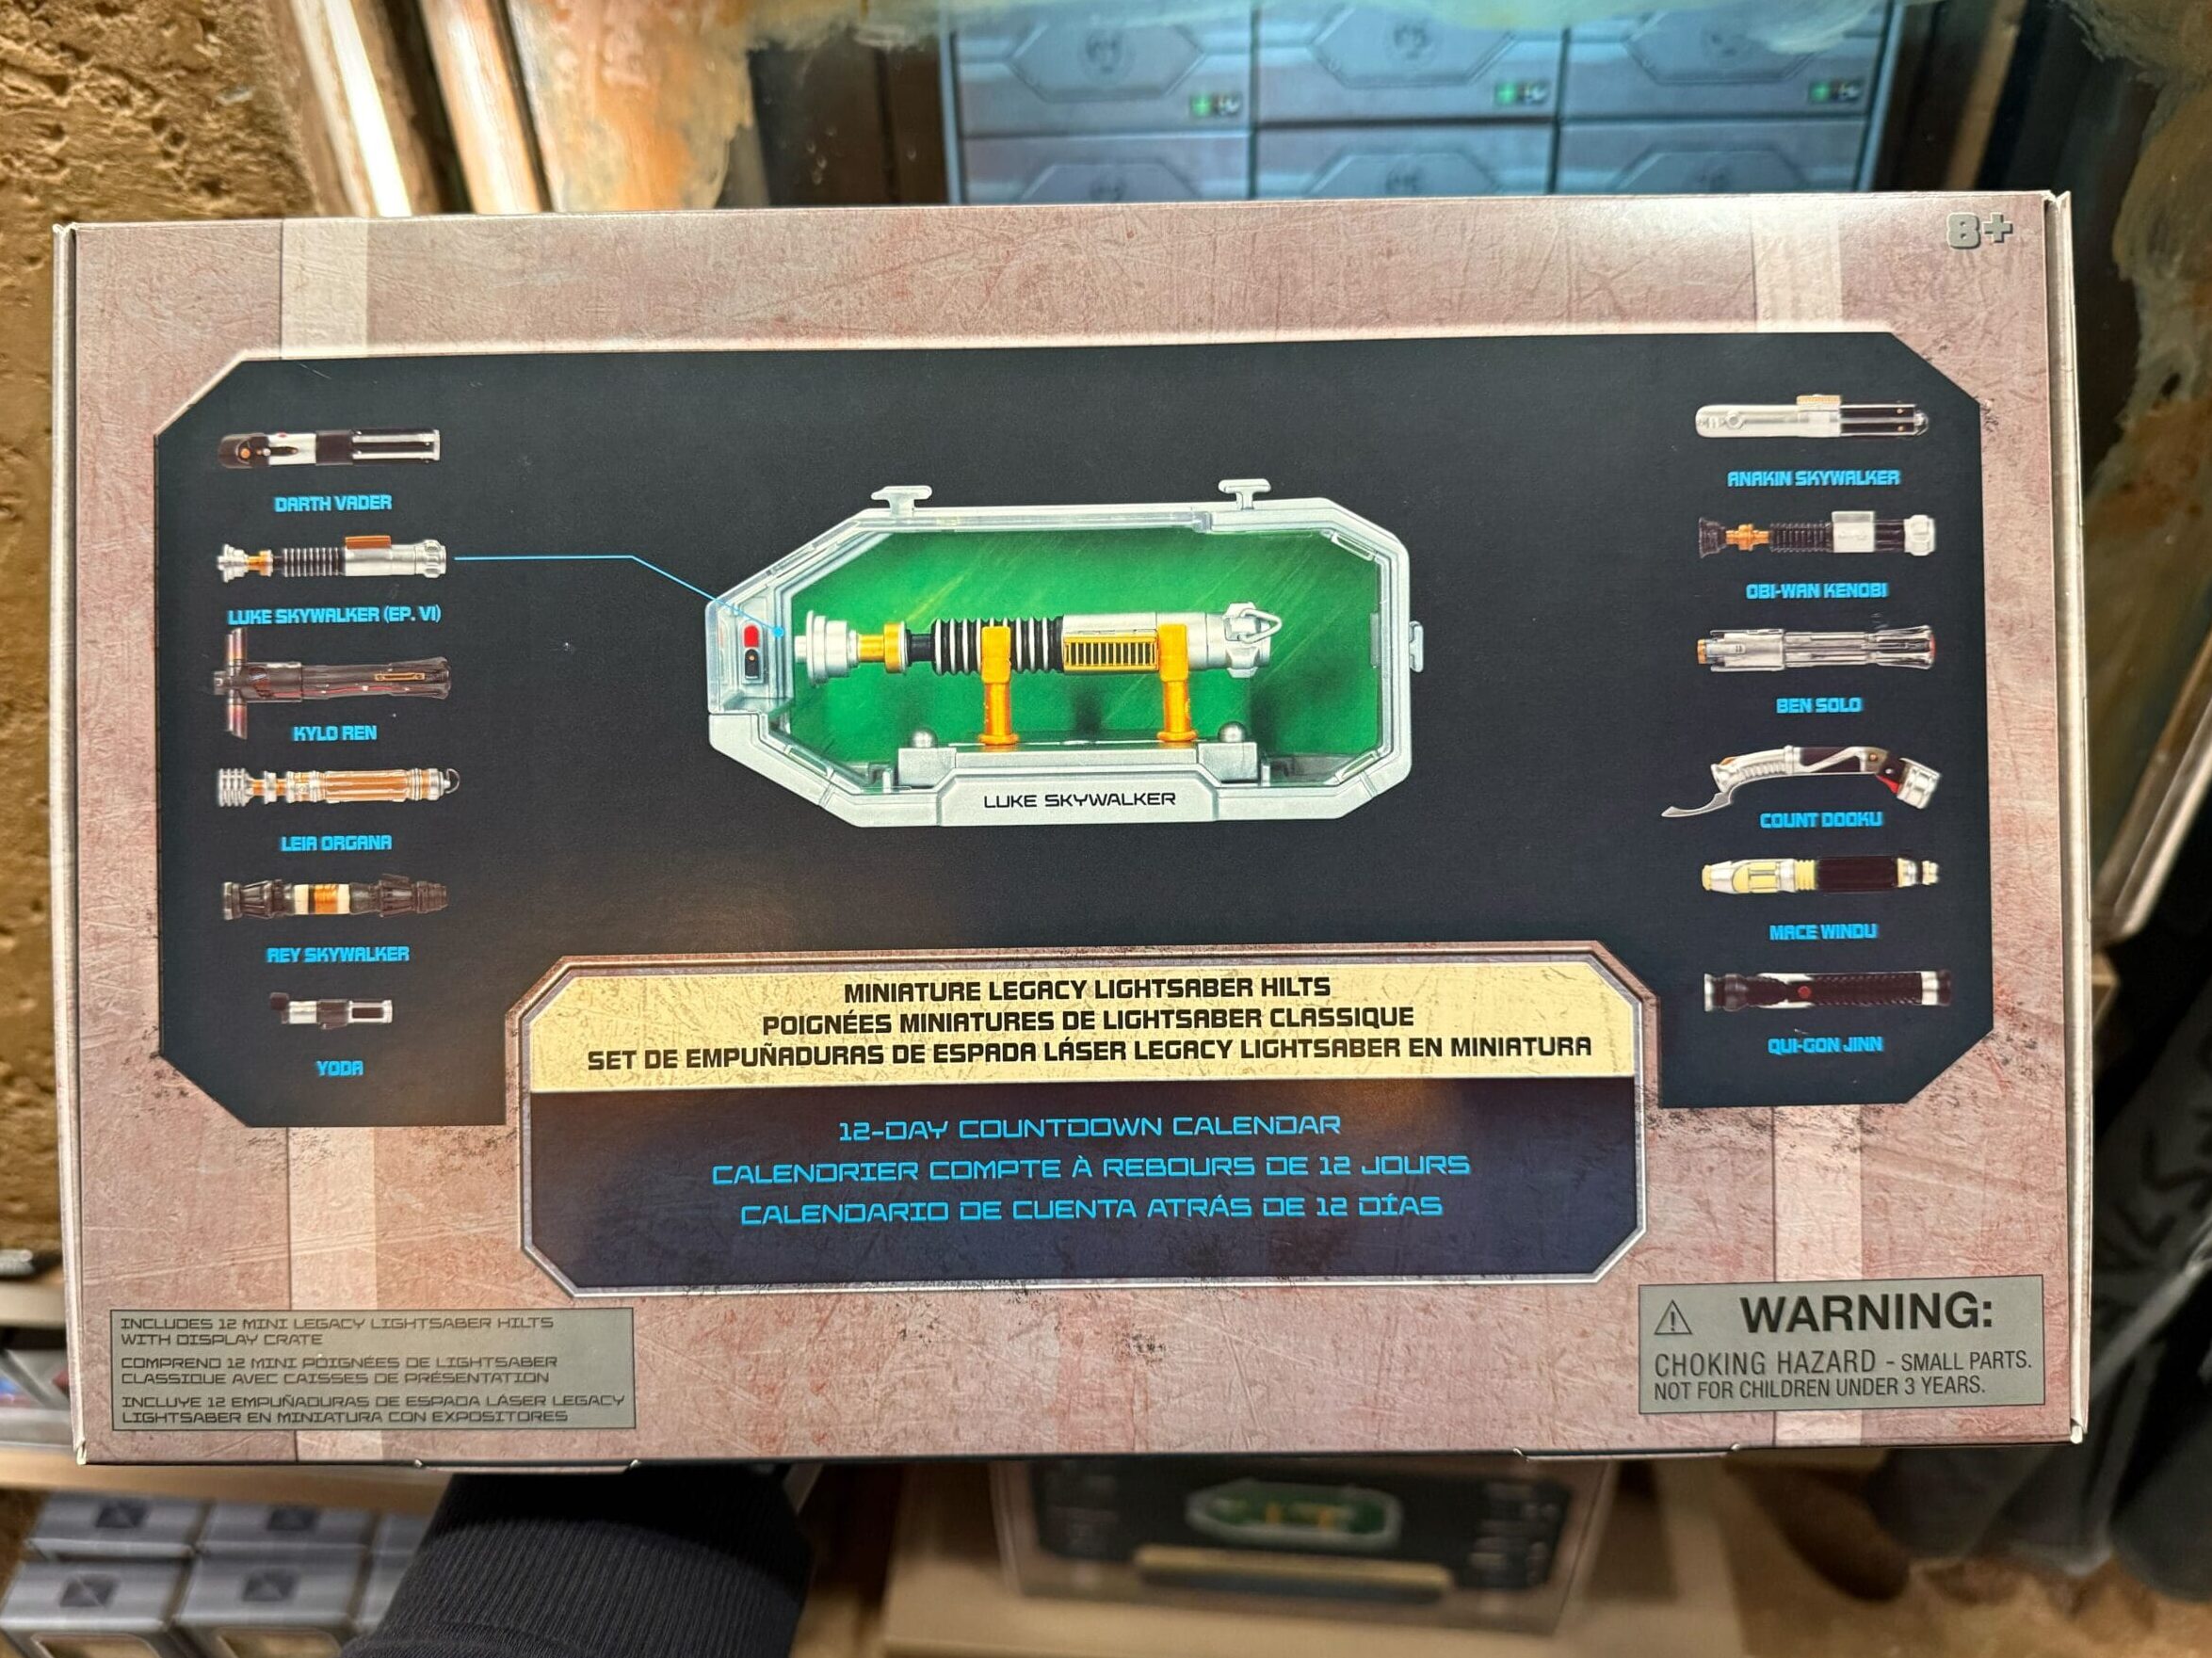 8+
DARTH VADER
LUKE SKYWALKER (EP. VI)
KYLO REN
LEIA ORGANA
REY SKYWALKER
YODA
LUKE SKYWALKER
ANAKIN SKYWALKER
OBI-WAN KENOBI
BEN SOLO
COUNT DOOKU
MACE WINDU
QUI-GON JINN
MINIATURE LEGACY LIGHTSABER HILTS
POIGNÉES MINIATURES DE LIGHTSABER CLASSIQUE
SET DE EMPUÑADURAS DE ESPADA LÁSER LEGACY LIGHTSABER EN MINIATURA
12-DAY COUNTDOWN CALENDAR
CALENDRIER COMPTE À REBOURS DE 12 JOURS
CALENDARIO DE CUENTA ATRÁS DE 12 DÍAS
INCLUDES 12 MINI LEGACY LIGHTSABER HILTS
WITH DISPLAY CRATE
COMPREND 12 MINI POIGNÉES DE LIGHTSABER
CLASSIQUE AVEC CAISSES DE PRÉSENTATION
INCLUYE 12 EMPUÑADURAS DE ESPADA LÁSER LEGACY
LIGHTSABER EN MINIATURA CON EXPOSITORES
WARNING:
CHOKING HAZARD - SMALL PARTS.
NOT FOR CHILDREN UNDER 3 YEARS.